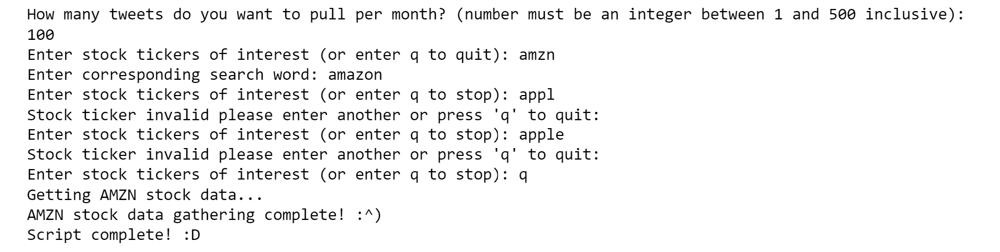 How many tweets do you want to pull per month? (number must be an integer between 1 and 500 inclusive):
100
Enter stock tickers of interest (or enter q to quit): amzn
Enter corresponding search word: amazon
Enter stock tickers of interest (or enter q to stop): appl
Stock ticker invalid please enter another or press 'q' to quit:
Enter stock tickers of interest (or enter q to stop): apple
Stock ticker invalid please enter another or press 'q' to quit:
Enter stock tickers of interest (or enter q to stop): q
Getting AMZN stock data...
AMZN stock data gathering complete! :^)
Script complete! :D